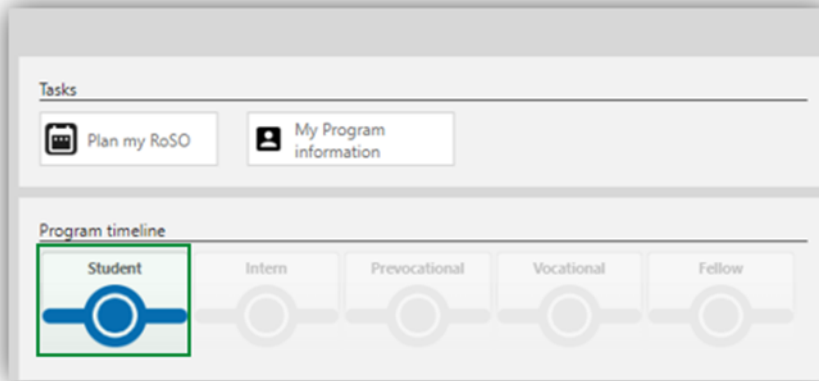 Tasks
Plan my RoSO
My Program
information
Program timeline
Student
Intern
Prevocational
Vocational
Fellow